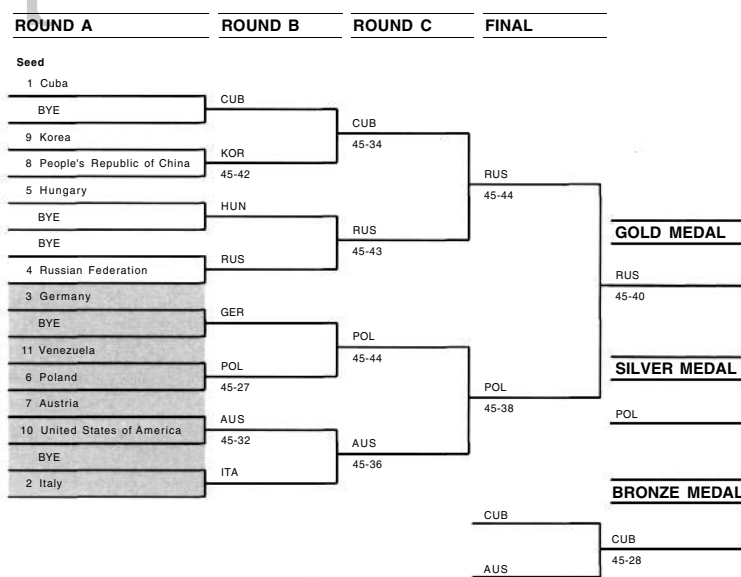 ROUND A
ROUND B
ROUND C
FINAL
Seed
1 Cuba
BYE
9 Korea
8 People's Republic of China
5 Hungary
BYE
BYE
4 Russian Federation
3 Germany
BYE
11 Venezuela
6 Poland
7 Austria
10 United States of America
BYE
2 Italy
CUB
KOR
45-42
HUN
RUS
GER
POL
45-27
AUS
45-32
ITA
CUB
45-34
RUS
45-43
POL
45-44
AUS
45-36
RUS
45-44
POL
45-38
CUB
AUS
GOLD MEDAL
RUS
45-40
SILVER MEDAL
POL
BRONZE MEDAL
CUB
45-28